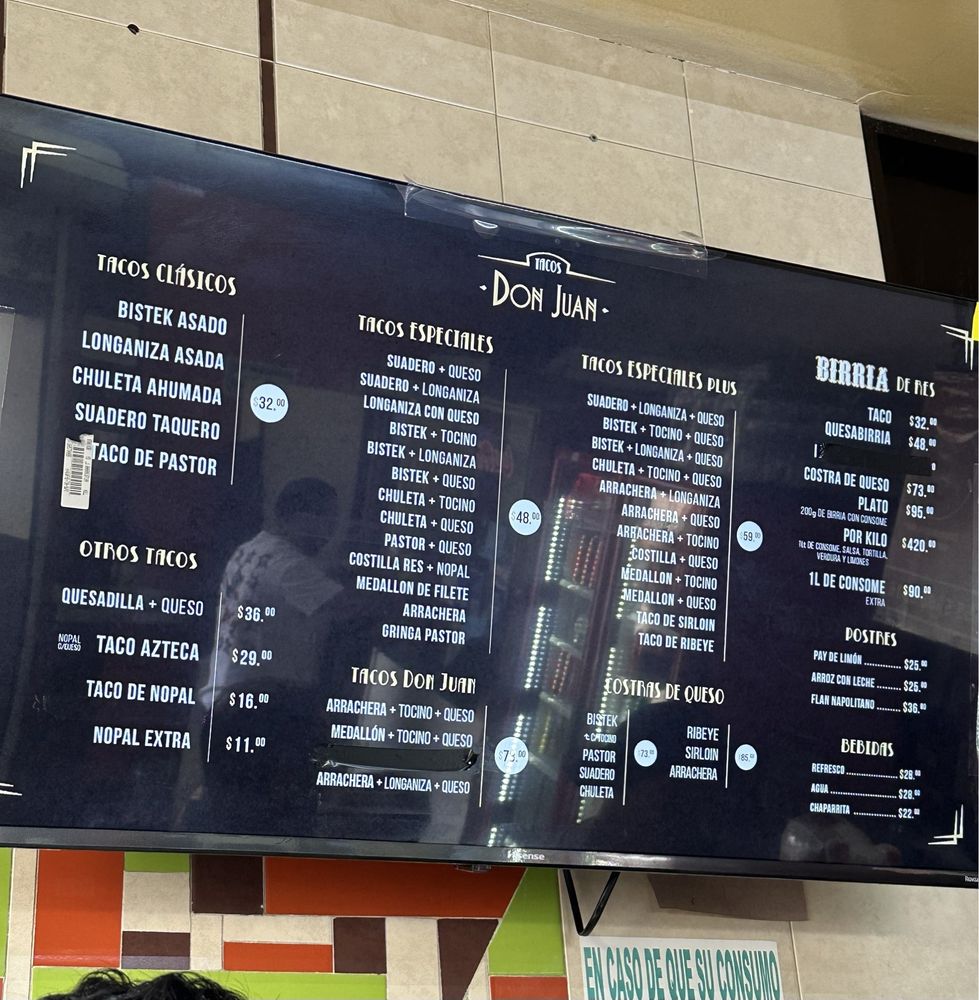 TACOS
DON JUAN
TACOS CLÁSICOS
BISTEK ASADO
LONGANIZA ASADA
CHULETA AHUMADA
SUADERO TAQUERO
TACO DE PASTOR
$32.00
OTROS TACOS
QUESADILLA + QUESO $36.00
NOPAL
C/QUESO
TACO AZTECA $29.00
TACO DE NOPAL $16.00
NOPAL EXTRA $11.00
TACOS ESPECIALES
SUADERO + QUESO
SUADERO + LONGANIZA
LONGANIZA CON QUESO
BISTEK + TOCINO
BISTEK + LONGANIZA
BISTEK + QUESO
CHULETA + TOCINO
CHULETA + QUESO
PASTOR + QUESO
COSTILLA RES + NOPAL
MEDALLON DE FILETE
ARRACHERA
GRINGA PASTOR
$48.00
TACOS DON JUAN
ARRACHERA + TOCINO + QUESO
MEDALLÓN + TOCINO + QUESO
ARRACHERA + LONGANIZA + QUESO
$73.00
TACOS ESPECIALES PLUS
SUADERO + LONGANIZA + QUESO
BISTEK + TOCINO + QUESO
BISTEK + LONGANIZA + QUESO
CHULETA + TOCINO + QUESO
ARRACHERA + LONGANIZA
ARRACHERA + QUESO
ARRACHERA + TOCINO
COSTILLA + QUESO
MEDALLON + TOCINO
MEDALLON + QUESO
TACO DE SIRLOIN
TACO DE RIBEYE
$59.00
COSTRAS DE QUESO
BISTEK
PASTOR
SUADERO
CHULETA
$73.00
RIBEYE
SIRLOIN
ARRACHERA
$85.00
BIRRIA DE RES
TACO $32.00
QUESABIRRIA $48.00
COSTRA DE QUESO $73.00
PLATO $95.00
200g DE BIRRIA CON CONSOME
POR KILO $420.00
1Lt DE CONSOME, SALSA, TORTILLA,
VERDURA Y LIMONES
1L DE CONSOME $90.00
EXTRA
POSTRES
PAY DE LIMÓN ............ $25.00
ARROZ CON LECHE ........ $25.00
FLAN NAPOLITANO ....... $36.00
BEBIDAS
REFRESCO .................. $28.00
AGUA ........................ $28.00
CHAPARRITA ............... $22.00
Hisense
EN CASO DE QUE SU CONSUMO